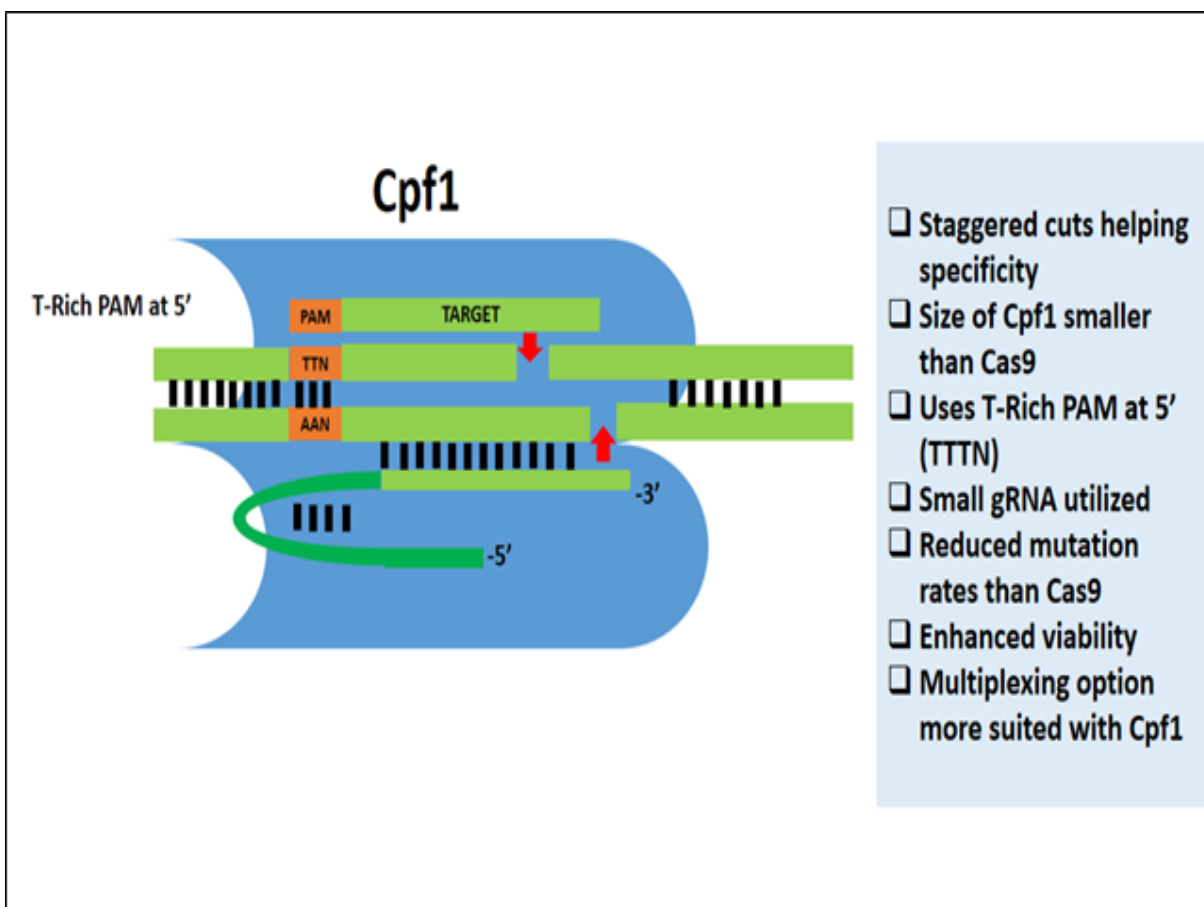 Cpf1
T-Rich PAM at 5’
PAM
TARGET
TTN
AAN
-3’
-5’
❑ Staggered cuts helping
specificity
❑ Size of Cpf1 smaller
than Cas9
❑ Uses T-Rich PAM at 5’
(TTTN)
❑ Small gRNA utilized
❑ Reduced mutation
rates than Cas9
❑ Enhanced viability
❑ Multiplexing option
more suited with Cpf1